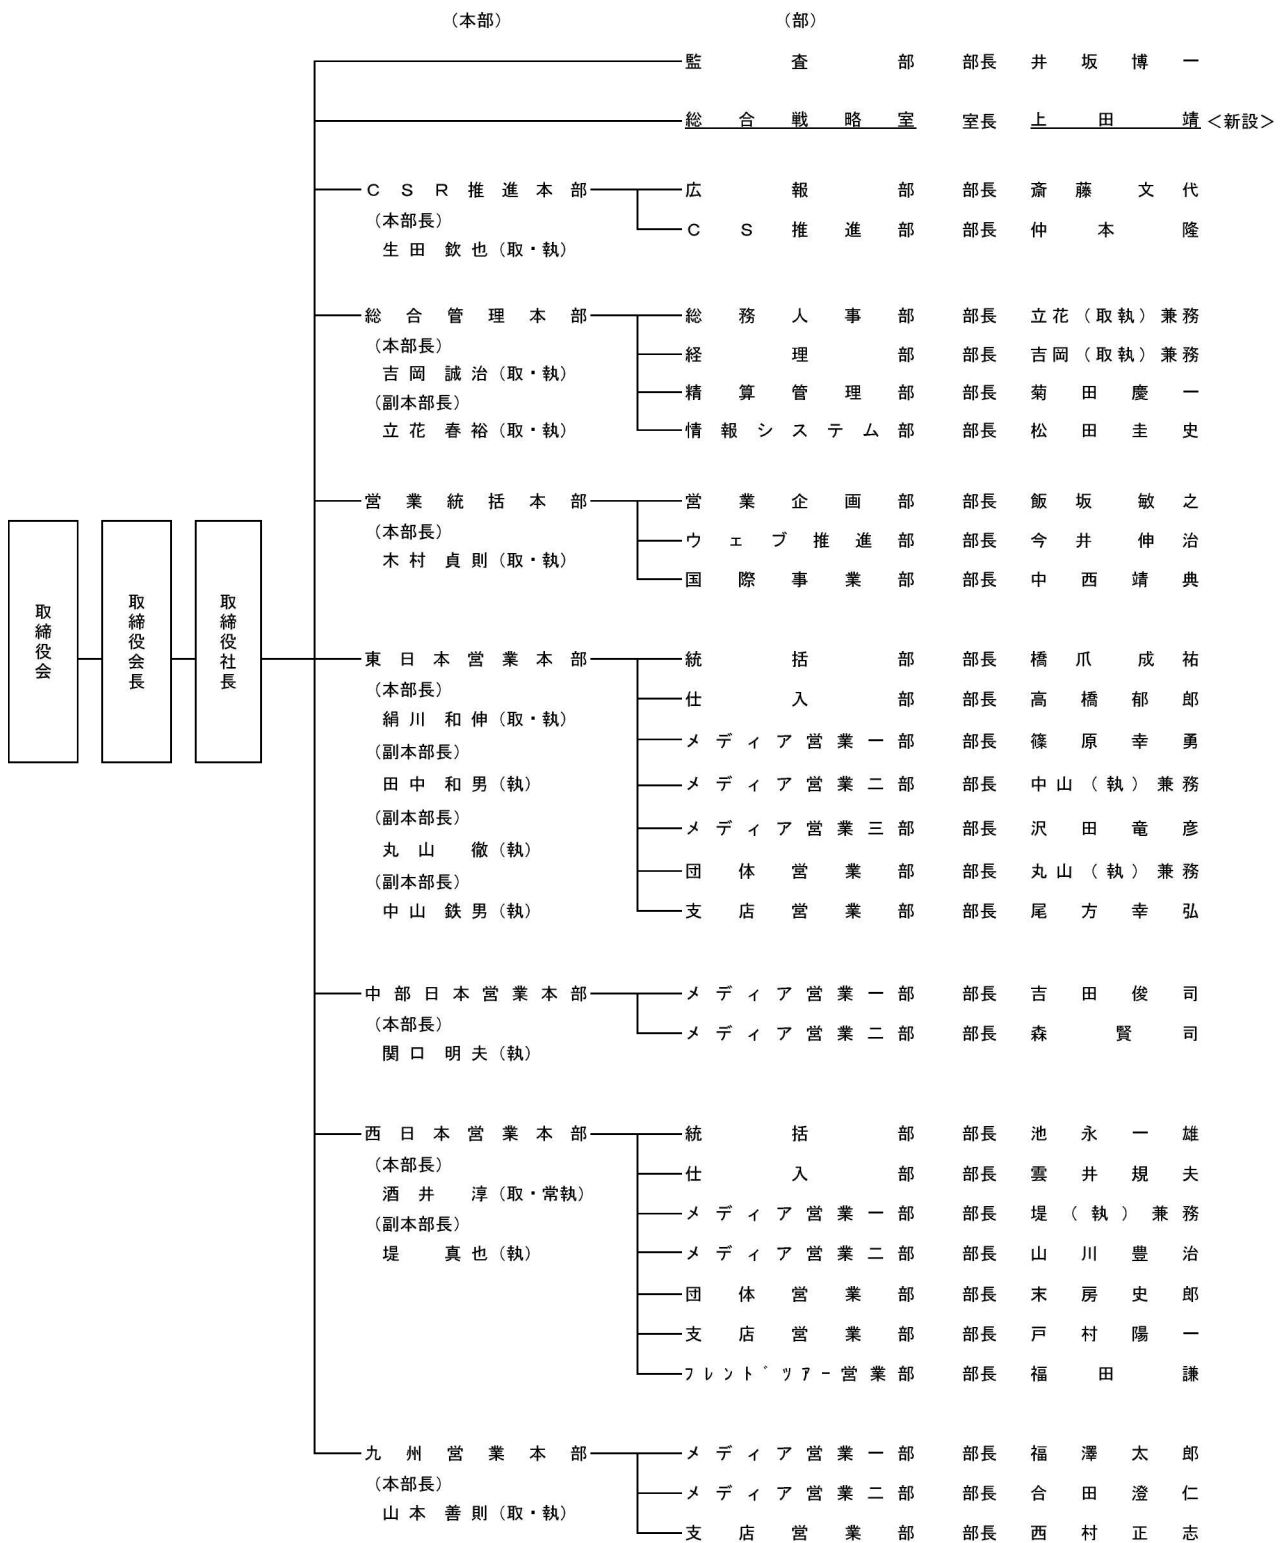 （本部） （部）
監査部 部長 井坂博一
総合戦略室 室長 上田靖 ＜新設＞
ＣＳＲ推進本部 広報部 部長 斎藤文代
（本部長）
ＣＳ推進部 部長 仲本隆
生田欽也（取・執）
総合管理本部 総務人事部 部長 立花（取執）兼務
（本部長）
経理部 部長 吉岡（取執）兼務
吉岡誠治（取・執）
精算管理部 部長 菊田慶一
（副本部長）
立花春裕（取・執） 情報システム部 部長 松田圭史
営業統括本部 営業企画部 部長 飯坂敏之
（本部長）
ウェブ推進部 部長 今井伸治
木村貞則（取・執）
国際事業部 部長 中西靖典
取締役会
取締役会長
取締役社長
東日本営業本部 統括部 部長 橋爪成祐
（本部長）
仕入部 部長 高橋郁郎
絹川和伸（取・執）
メディア営業一部 部長 篠原幸勇
（副本部長）
田中和男（執） メディア営業二部 部長 中山（執）兼務
（副本部長）
メディア営業三部 部長 沢田竜彦
丸山徹（執）
団体営業部 部長 丸山（執）兼務
（副本部長）
中山鉄男（執） 支店営業部 部長 尾方幸弘
中部日本営業本部 メディア営業一部 部長 吉田俊司
（本部長）
メディア営業二部 部長 森賢司
関口明夫（執）
西日本営業本部 統括部 部長 池永一雄
（本部長）
仕入部 部長 雲井規夫
酒井淳（取・常執）
メディア営業一部 部長 堤（執）兼務
（副本部長）
堤真也（執） メディア営業二部 部長 山川豊治
団体営業部 部長 末房史郎
支店営業部 部長 戸村陽一
ﾌﾚﾝﾄﾞﾂｱｰ営業部 部長 福田謙
九州営業本部 メディア営業一部 部長 福澤太郎
（本部長）
メディア営業二部 部長 合田澄仁
山本善則（取・執）
支店営業部 部長 西村正志